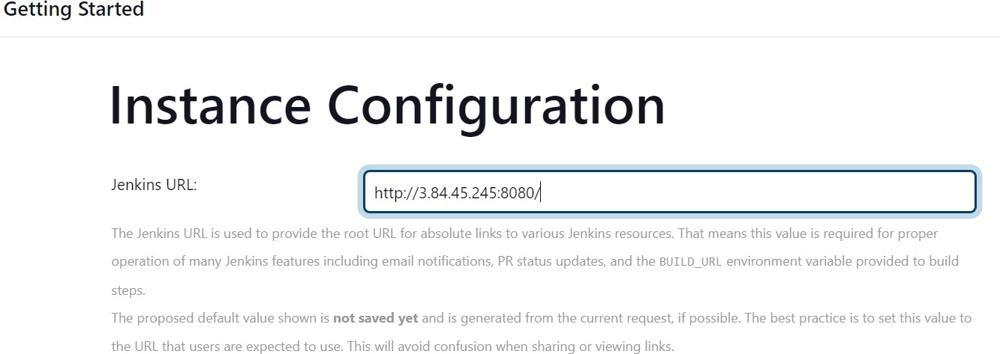 Getting Started
Instance Configuration
Jenkins URL:
http://3.84.45.245:8080/
The Jenkins URL is used to provide the root URL for absolute links to various Jenkins resources. That means this value is required for proper
operation of many Jenkins features including email notifications, PR status updates, and the BUILD_URL environment variable provided to build
steps.
The proposed default value shown is not saved yet and is generated from the current request, if possible. The best practice is to set this value to
the URL that users are expected to use. This will avoid confusion when sharing or viewing links.